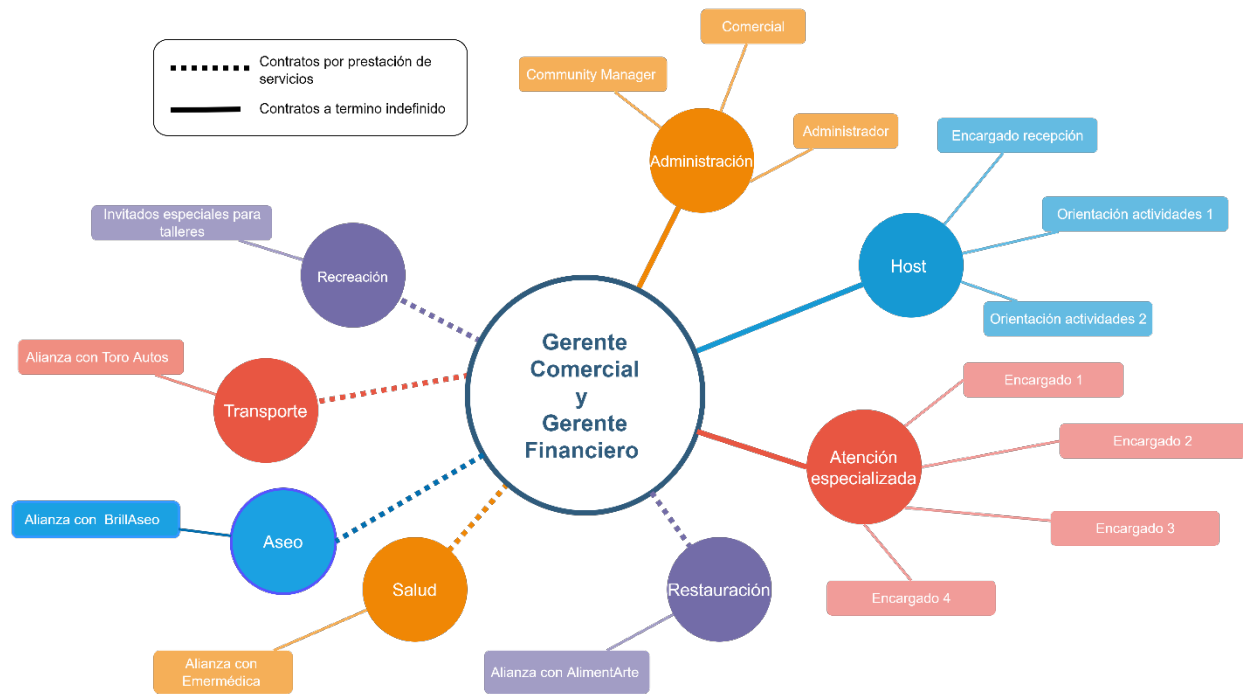 Contratos por prestación de
servicios
Contratos a termino indefinido
Comercial
Community Manager
Administrador
Administración
Encargado recepción
Orientación actividades 1
Host
Orientación actividades 2
Invitados especiales para
talleres
Recreación
Alianza con Toro Autos
Transporte
Gerente
Comercial
y
Gerente
Financiero
Encargado 1
Encargado 2
Atención
especializada
Encargado 3
Encargado 4
Alianza con BrillAseo
Aseo
Salud
Alianza con
Emermédica
Restauración
Alianza con AlimentArte